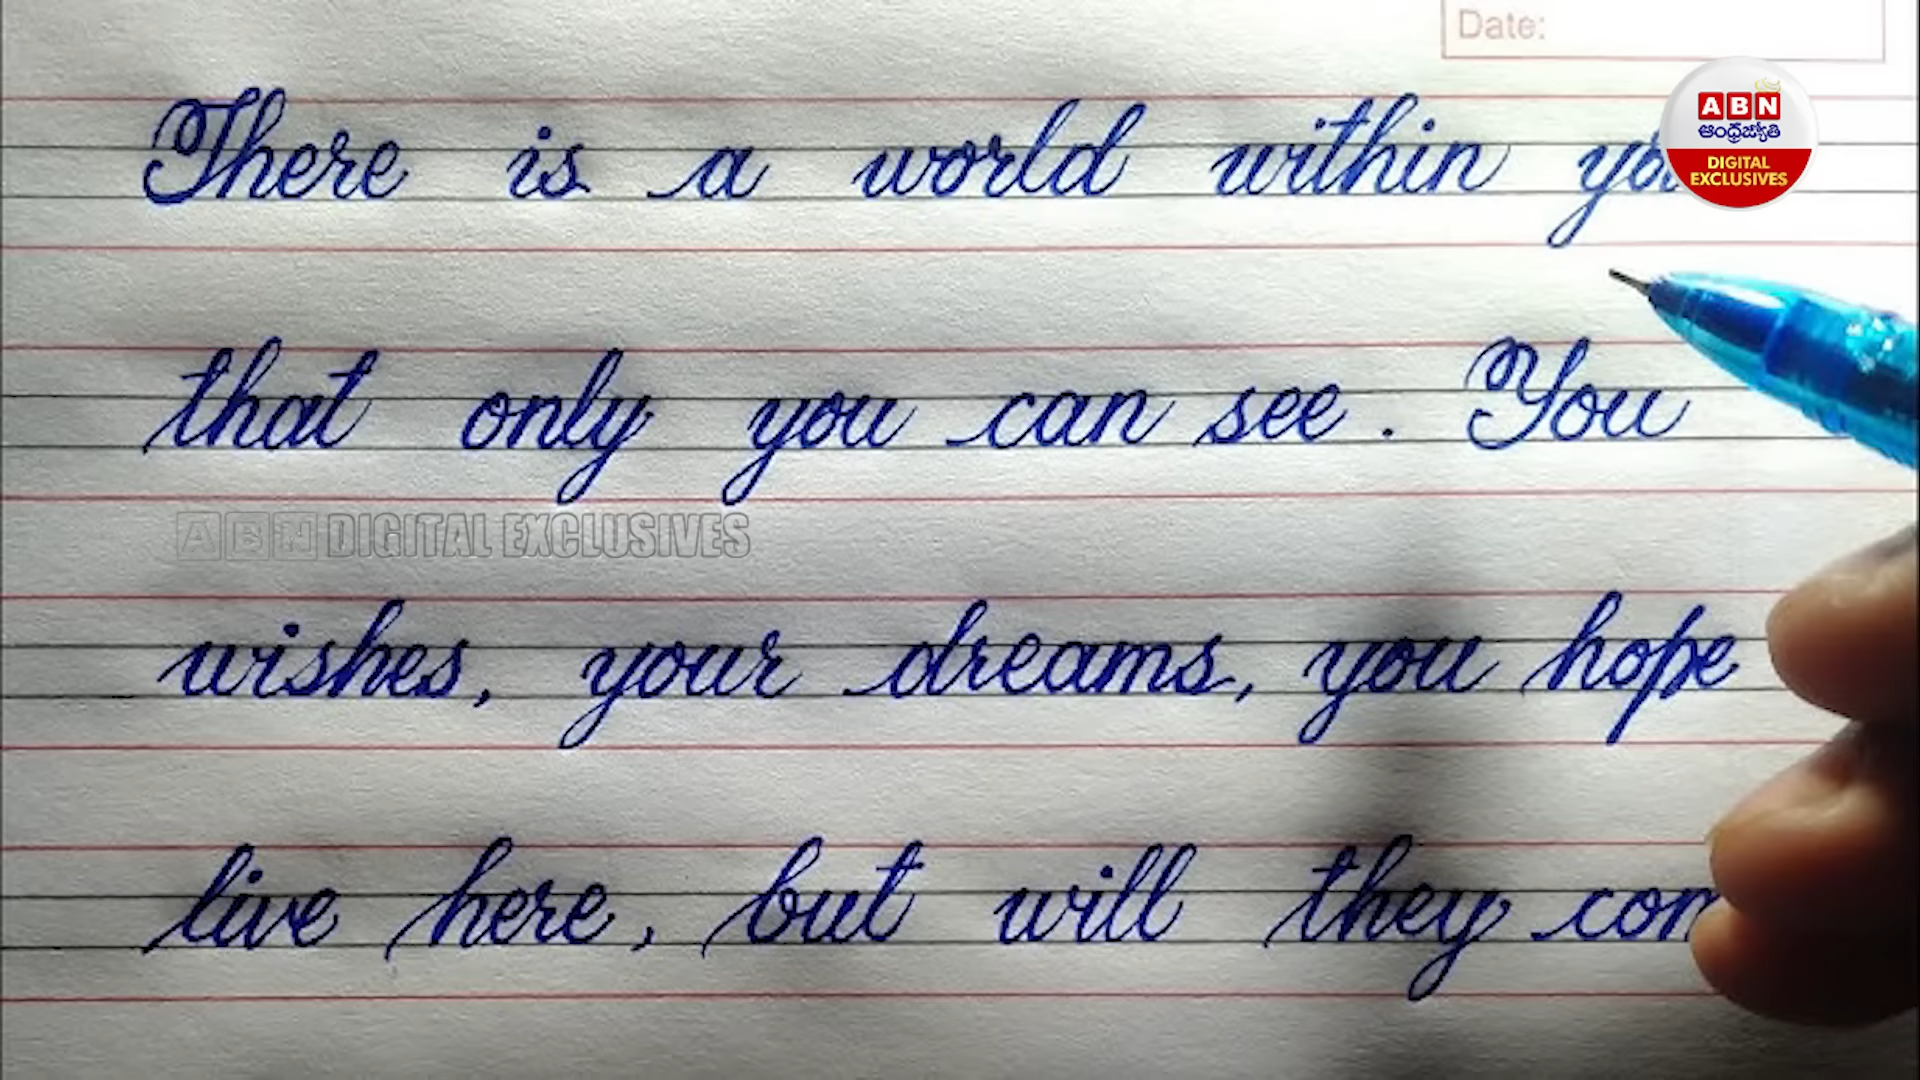 Date:
ABN
ఆంధ్రజ్యోతి
DIGITAL
EXCLUSIVES
There is a world within
that only you can see. You
ABN DIGITAL EXCLUSIVES
wishes, your dreams, you hope
live here, but will they